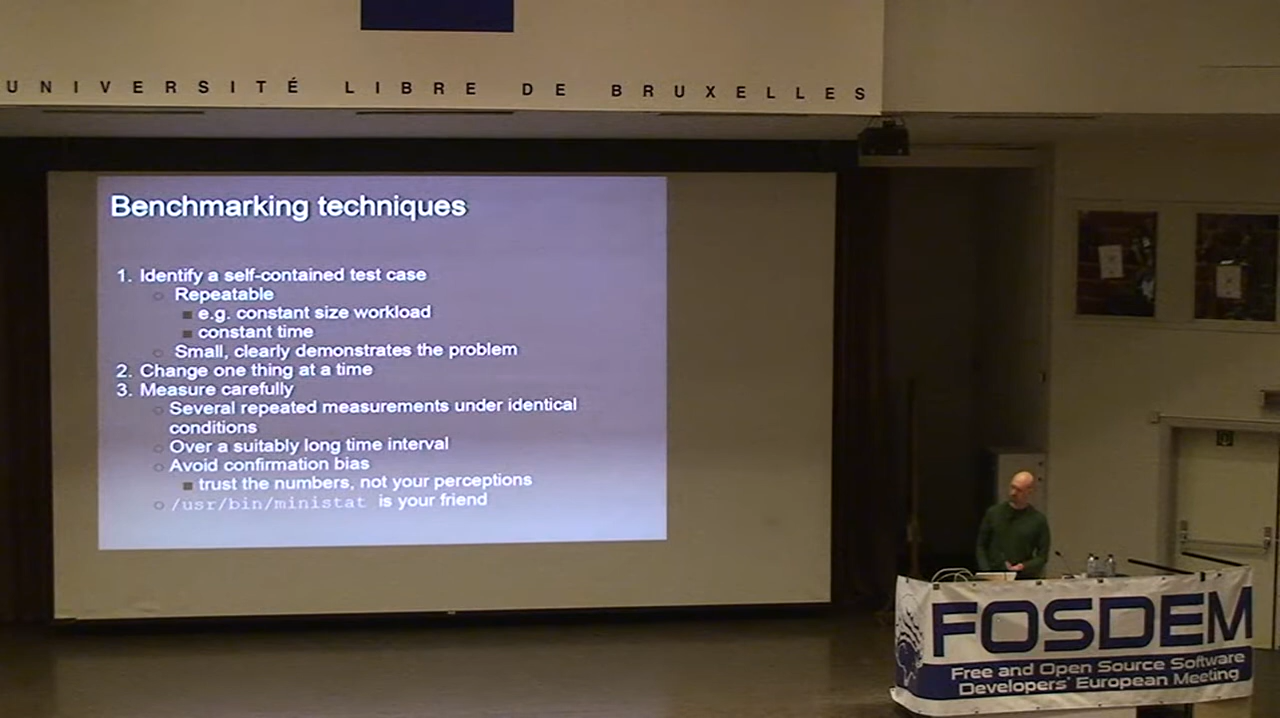 UNIVERSITÉ LIBRE DE BRUXELLES
Benchmarking techniques
1. Identify a self-contained test case
Repeatable
e.g. constant size workload
constant time
Small, clearly demonstrates the problem
2. Change one thing at a time
3. Measure carefully
Several repeated measurements under identical
conditions
Over a suitably long time interval
Avoid confirmation bias
trust the numbers, not your perceptions
/usr/bin/ministat is your friend
FOSDEM
Free and Open Source Software
Developers' European Meeting